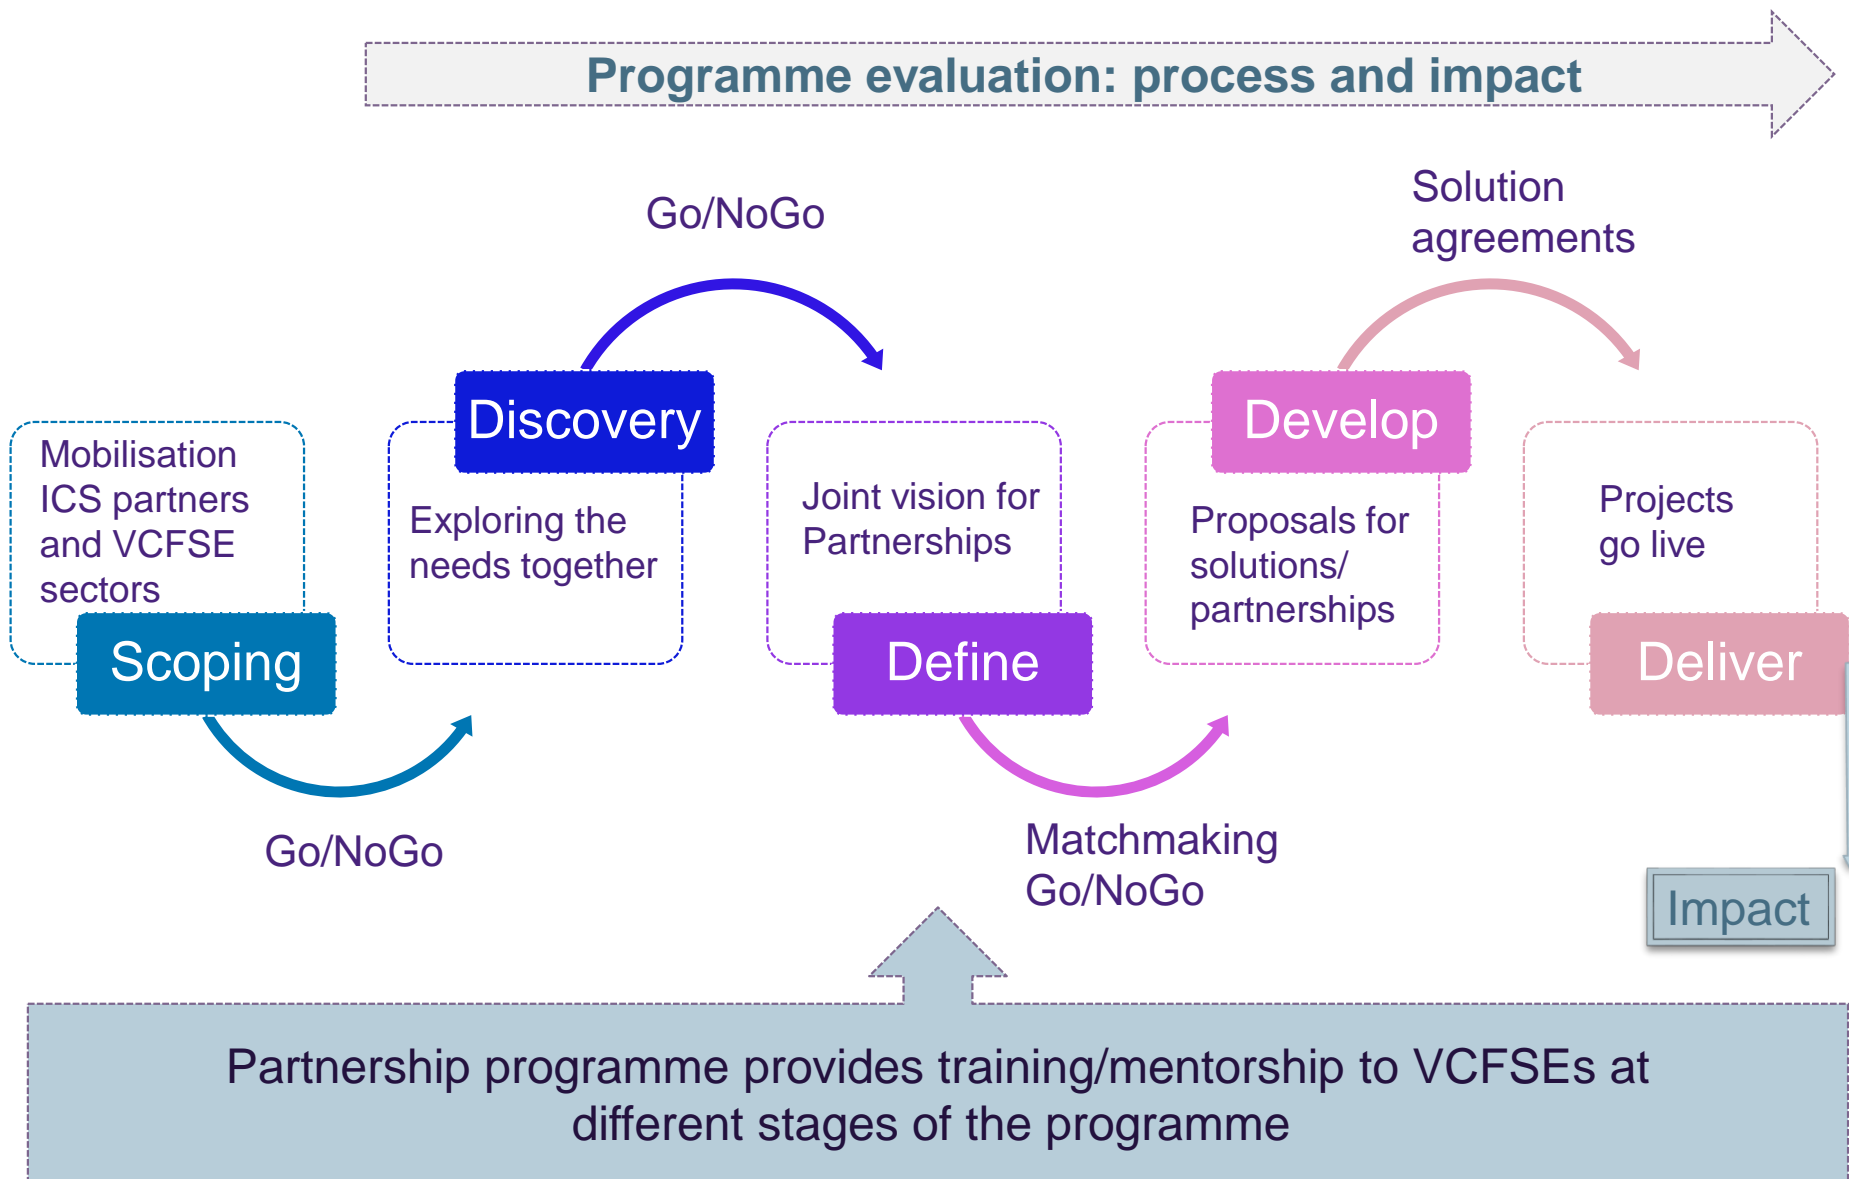 Programme evaluation: process and impact
Go/NoGo
Solution
agreements
Discovery
Develop
Mobilisation
ICS partners
and VCFSE
sectors
Scoping
Exploring the
needs together
Joint vision for
Partnerships
Define
Proposals for
solutions/
partnerships
Projects
go live
Deliver
Go/NoGo
Matchmaking
Go/NoGo
Impact
Partnership programme provides training/mentorship to VCFSEs at
different stages of the programme